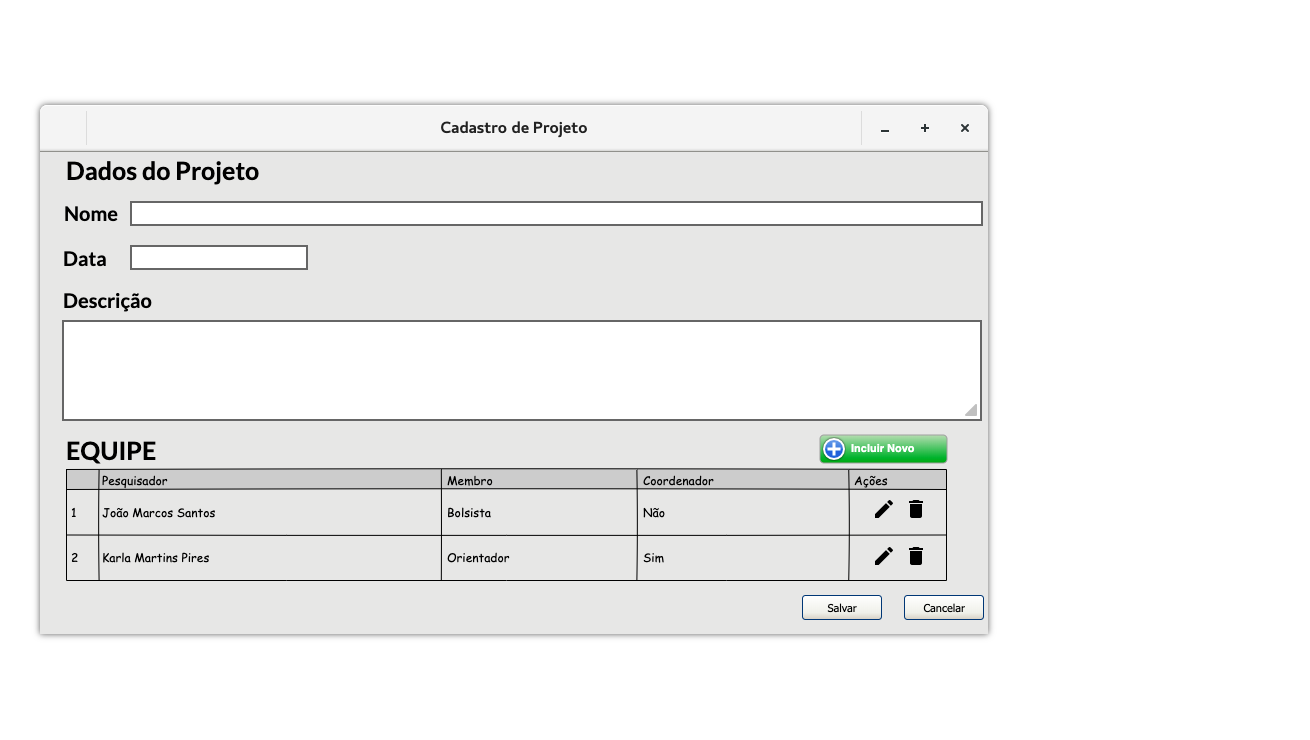 Cadastro de Projeto
Dados do Projeto
Nome
Data
Descrição
EQUIPE
Incluir Novo
Pesquisador Membro Coordenador Ações
1 João Marcos Santos Bolsista Não
2 Karla Martins Pires Orientador Sim
Salvar Cancelar